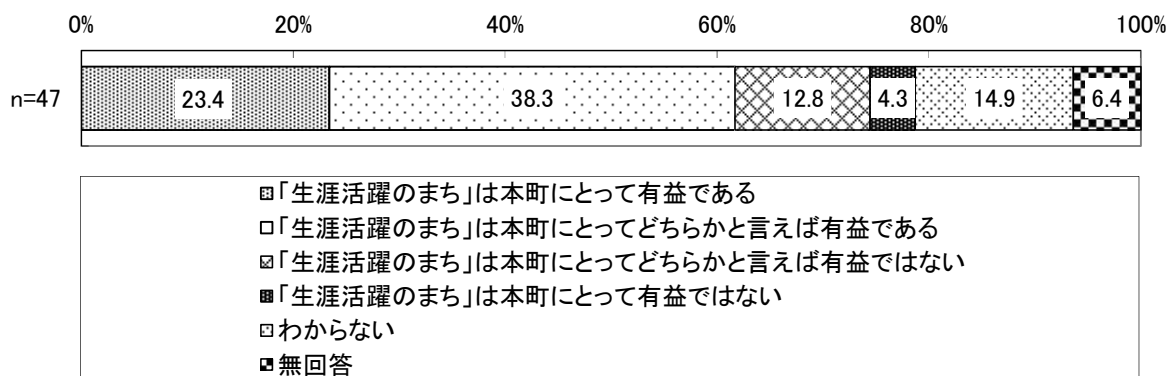 0% 20% 40% 60% 80% 100%
n=47 23.4 38.3 12.8 4.3 14.9 6.4
「生涯活躍のまち」は本町にとって有益である
「生涯活躍のまち」は本町にとってどちらかと言えば有益である
「生涯活躍のまち」は本町にとってどちらかと言えば有益ではない
「生涯活躍のまち」は本町にとって有益ではない
わからない
無回答